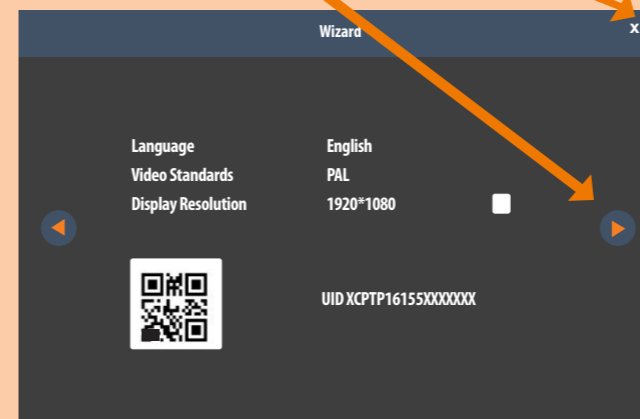 Wizard
x
Language English
Video Standards PAL
Display Resolution 1920*1080
UID XCPTP16155XXXXXXX